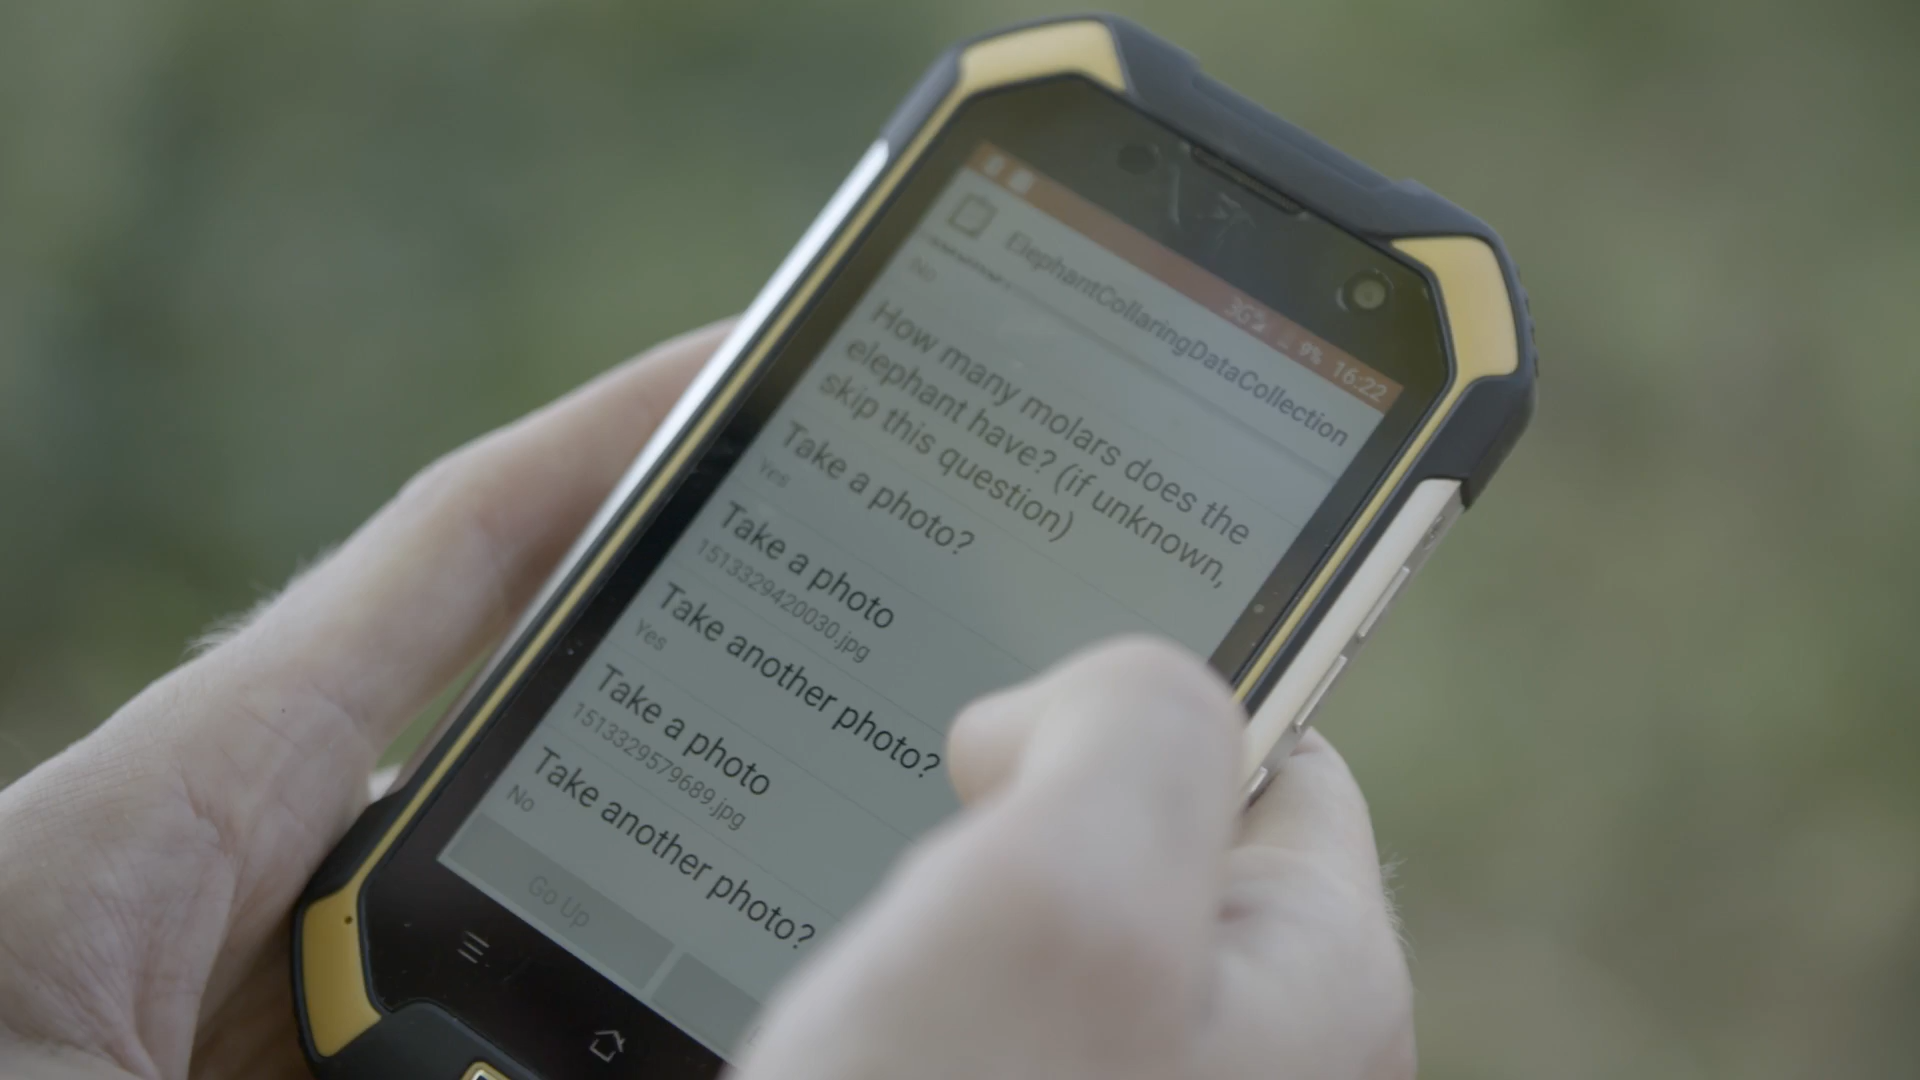 3G 9% 16:22
ElephantCollaringDataCollection
No
How many molars does the
elephant have? (if unknown,
skip this question)
Take a photo?
Yes
Take a photo
1513329420030.jpg
Take another photo?
Yes
Take a photo
1513329579689.jpg
Take another photo?
No
Go Up